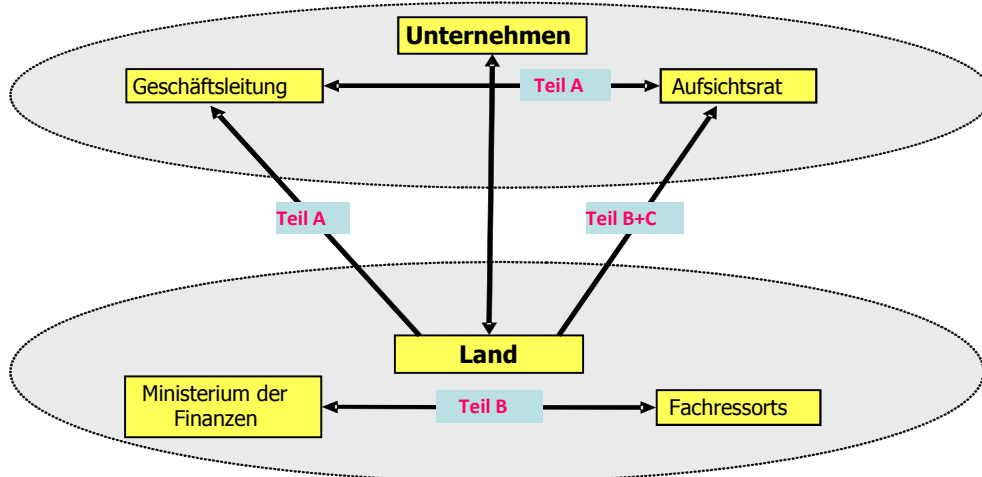 Unternehmen
Geschäftsleitung
Teil A
Aufsichtsrat
Teil A
Teil B+C
Land
Ministerium der
Finanzen
Teil B
Fachressorts